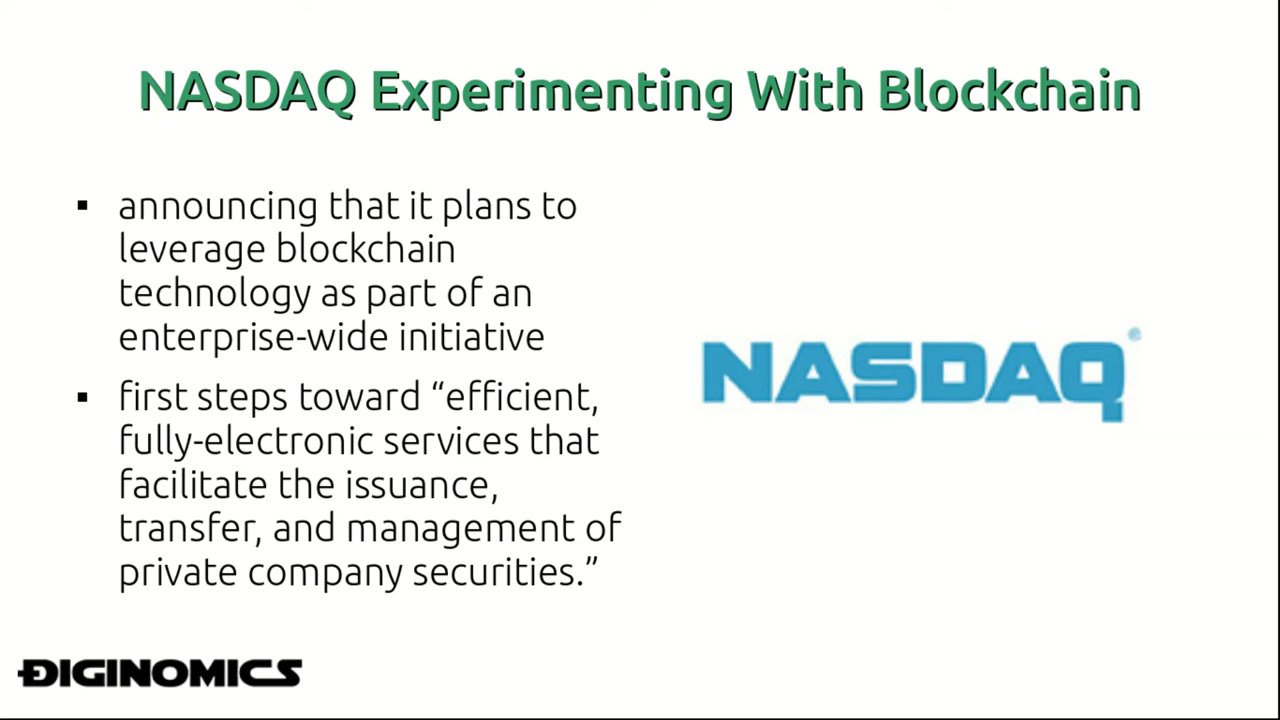 NASDAQ Experimenting With Blockchain
▪ announcing that it plans to
leverage blockchain
technology as part of an
enterprise-wide initiative
▪ first steps toward “efficient,
fully-electronic services that
facilitate the issuance,
transfer, and management of
private company securities.”
NASDAQ®
ĐIGINOMICS